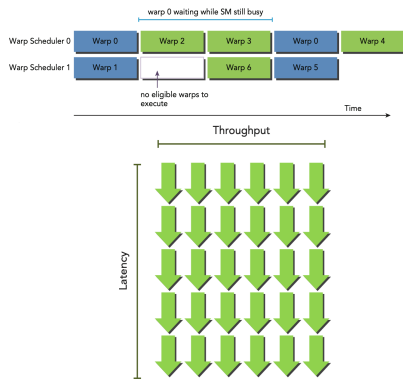 warp 0 waiting while SM still busy
Warp Scheduler 0 Warp 0 Warp 2 Warp 3 Warp 0 Warp 4
Warp Scheduler 1 Warp 1 Warp 6 Warp 5
no eligible warps to
execute
Time
Throughput
Latency